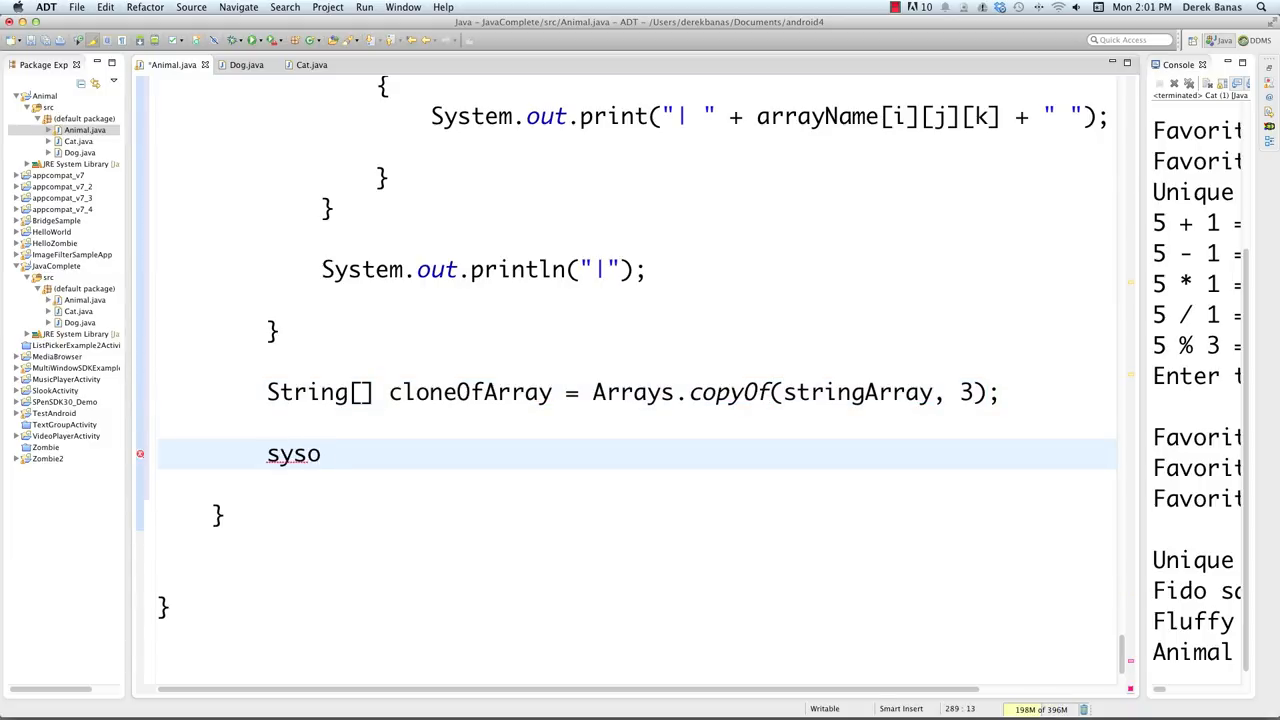 ADT File Edit Refactor Source Navigate Search Project Run Window Help 10 Mon 2:01 PM Derek Banas
Java - JavaComplete/src/Animal.java - ADT - /Users/derekbanas/Documents/android4
Quick Access Java DDMS
Package Exp *Animal.java Dog.java Cat.java Console
<terminated> Cat (1) [Java
Animal
src
(default package)
Animal.java
Cat.java
Dog.java
JRE System Library [Ja
appcompat_v7
appcompat_v7_2
appcompat_v7_3
appcompat_v7_4
BridgeSample
HelloWorld
HelloZombie
ImageFilterSampleApp
JavaComplete
src
(default package)
Animal.java
Cat.java
Dog.java
JRE System Library [Ja
ListPickerExample2Activi
MediaBrowser
MultiWindowSDKExample
MusicPlayerActivity
SlookActivity
SPenSDK30_Demo
TestAndroid
TextGroupActivity
VideoPlayerActivity
Zombie
Zombie2
{
System.out.print("| " + arrayName[i][j][k] + " ");
}
}
System.out.println("|");
}
String[] cloneOfArray = Arrays.copyOf(stringArray, 3);
syso
}
}
Favorit
Favorit
Unique
5 + 1 =
5 - 1 =
5 * 1 =
5 / 1 =
5 % 3 =
Enter t
Favorit
Favorit
Favorit
Unique
Fido sa
Fluffy
Animal
Writable Smart Insert 289 : 13 198M of 396M